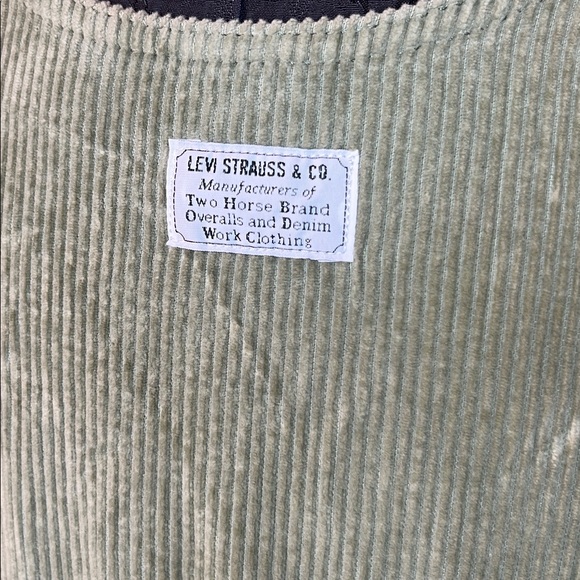 LEVI STRAUSS & CO.
Manufacturers of
Two Horse Brand
Overalls and Denim
Work Clothing